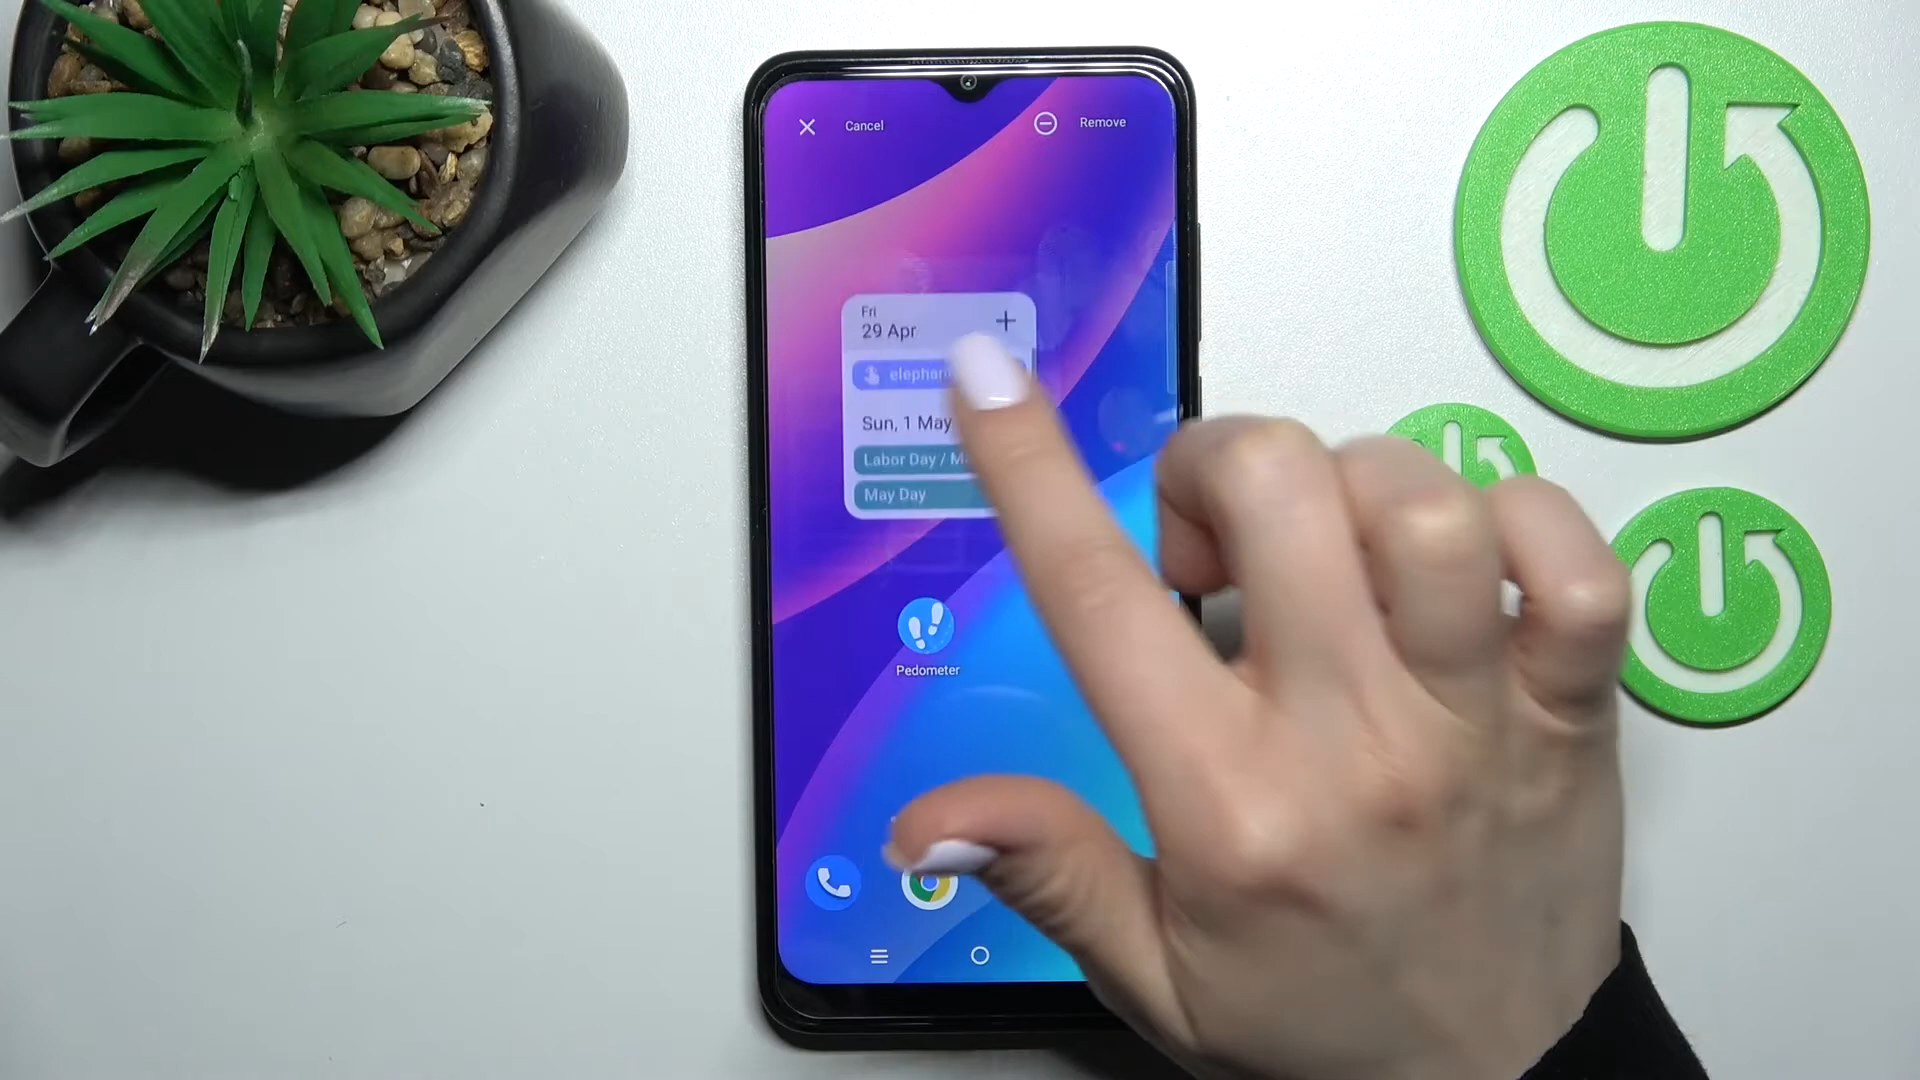 Cancel
Remove
Fri
29 Apr
Sun, 1 May
Labor Day /
May Day
Pedometer